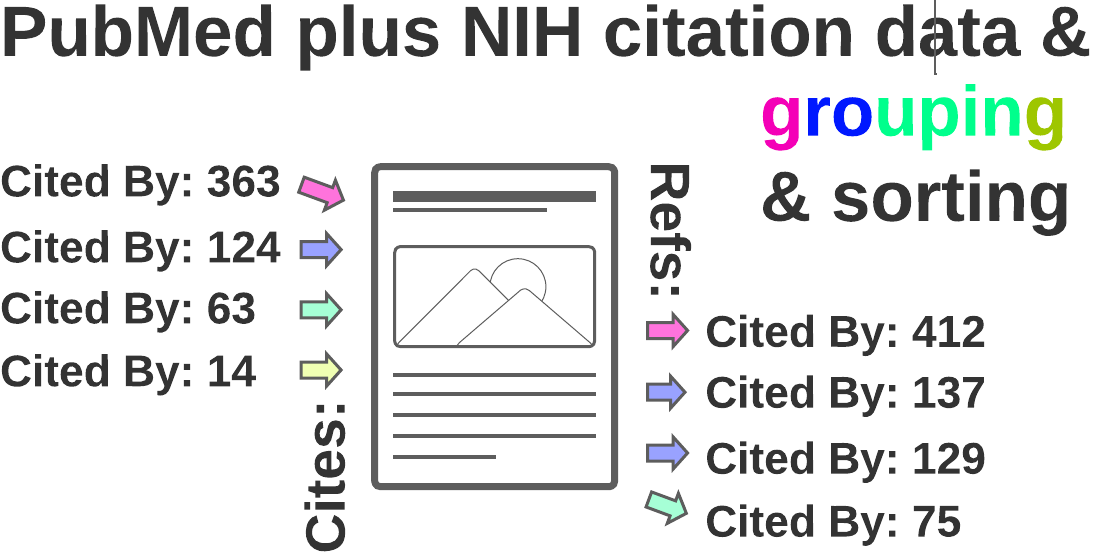 PubMed plus NIH citation data &
grouping
& sorting
Cited By: 363
Cited By: 124
Cited By: 63
Cited By: 14
Cites:
Refs:
Cited By: 412
Cited By: 137
Cited By: 129
Cited By: 75